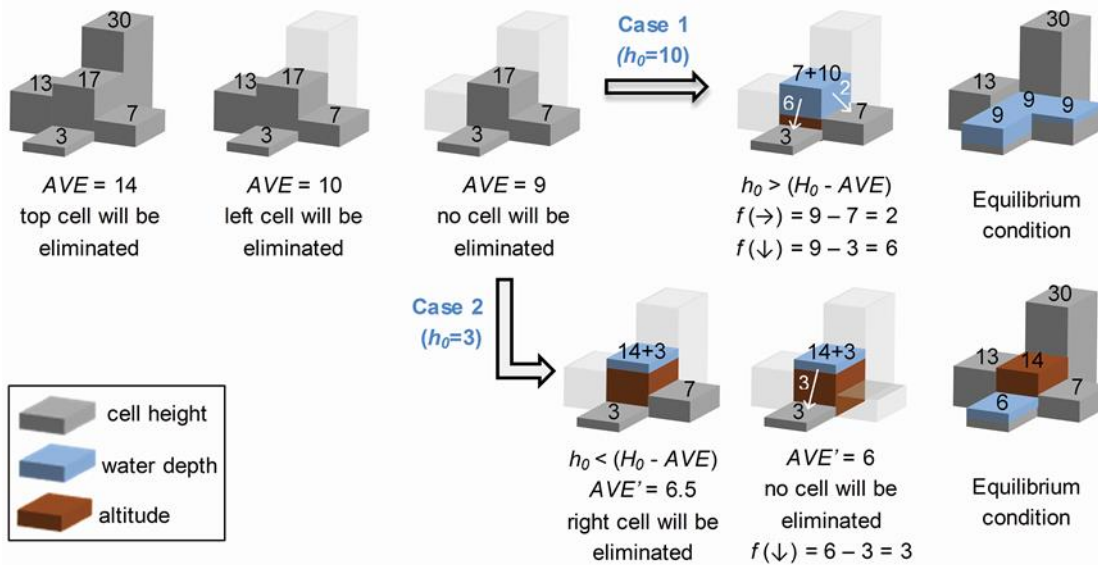 30
13
17
7
3
AVE = 14
top cell will be
eliminated
13
17
7
3
AVE = 10
left cell will be
eliminated
17
7
3
AVE = 9
no cell will be
eliminated
Case 1
(h₀=10)
7+10
2
6
7
3
h₀ > (H₀ - AVE)
f (→) = 9 – 7 = 2
f (↓) = 9 – 3 = 6
30
13
9
9
9
Equilibrium
condition
Case 2
(h₀=3)
14+3
7
3
h₀ < (H₀ - AVE)
AVE’ = 6.5
right cell will be
eliminated
14+3
3
3
AVE’ = 6
no cell will be
eliminated
f (↓) = 6 – 3 = 3
30
13
14
7
6
Equilibrium
condition
cell height
water depth
altitude